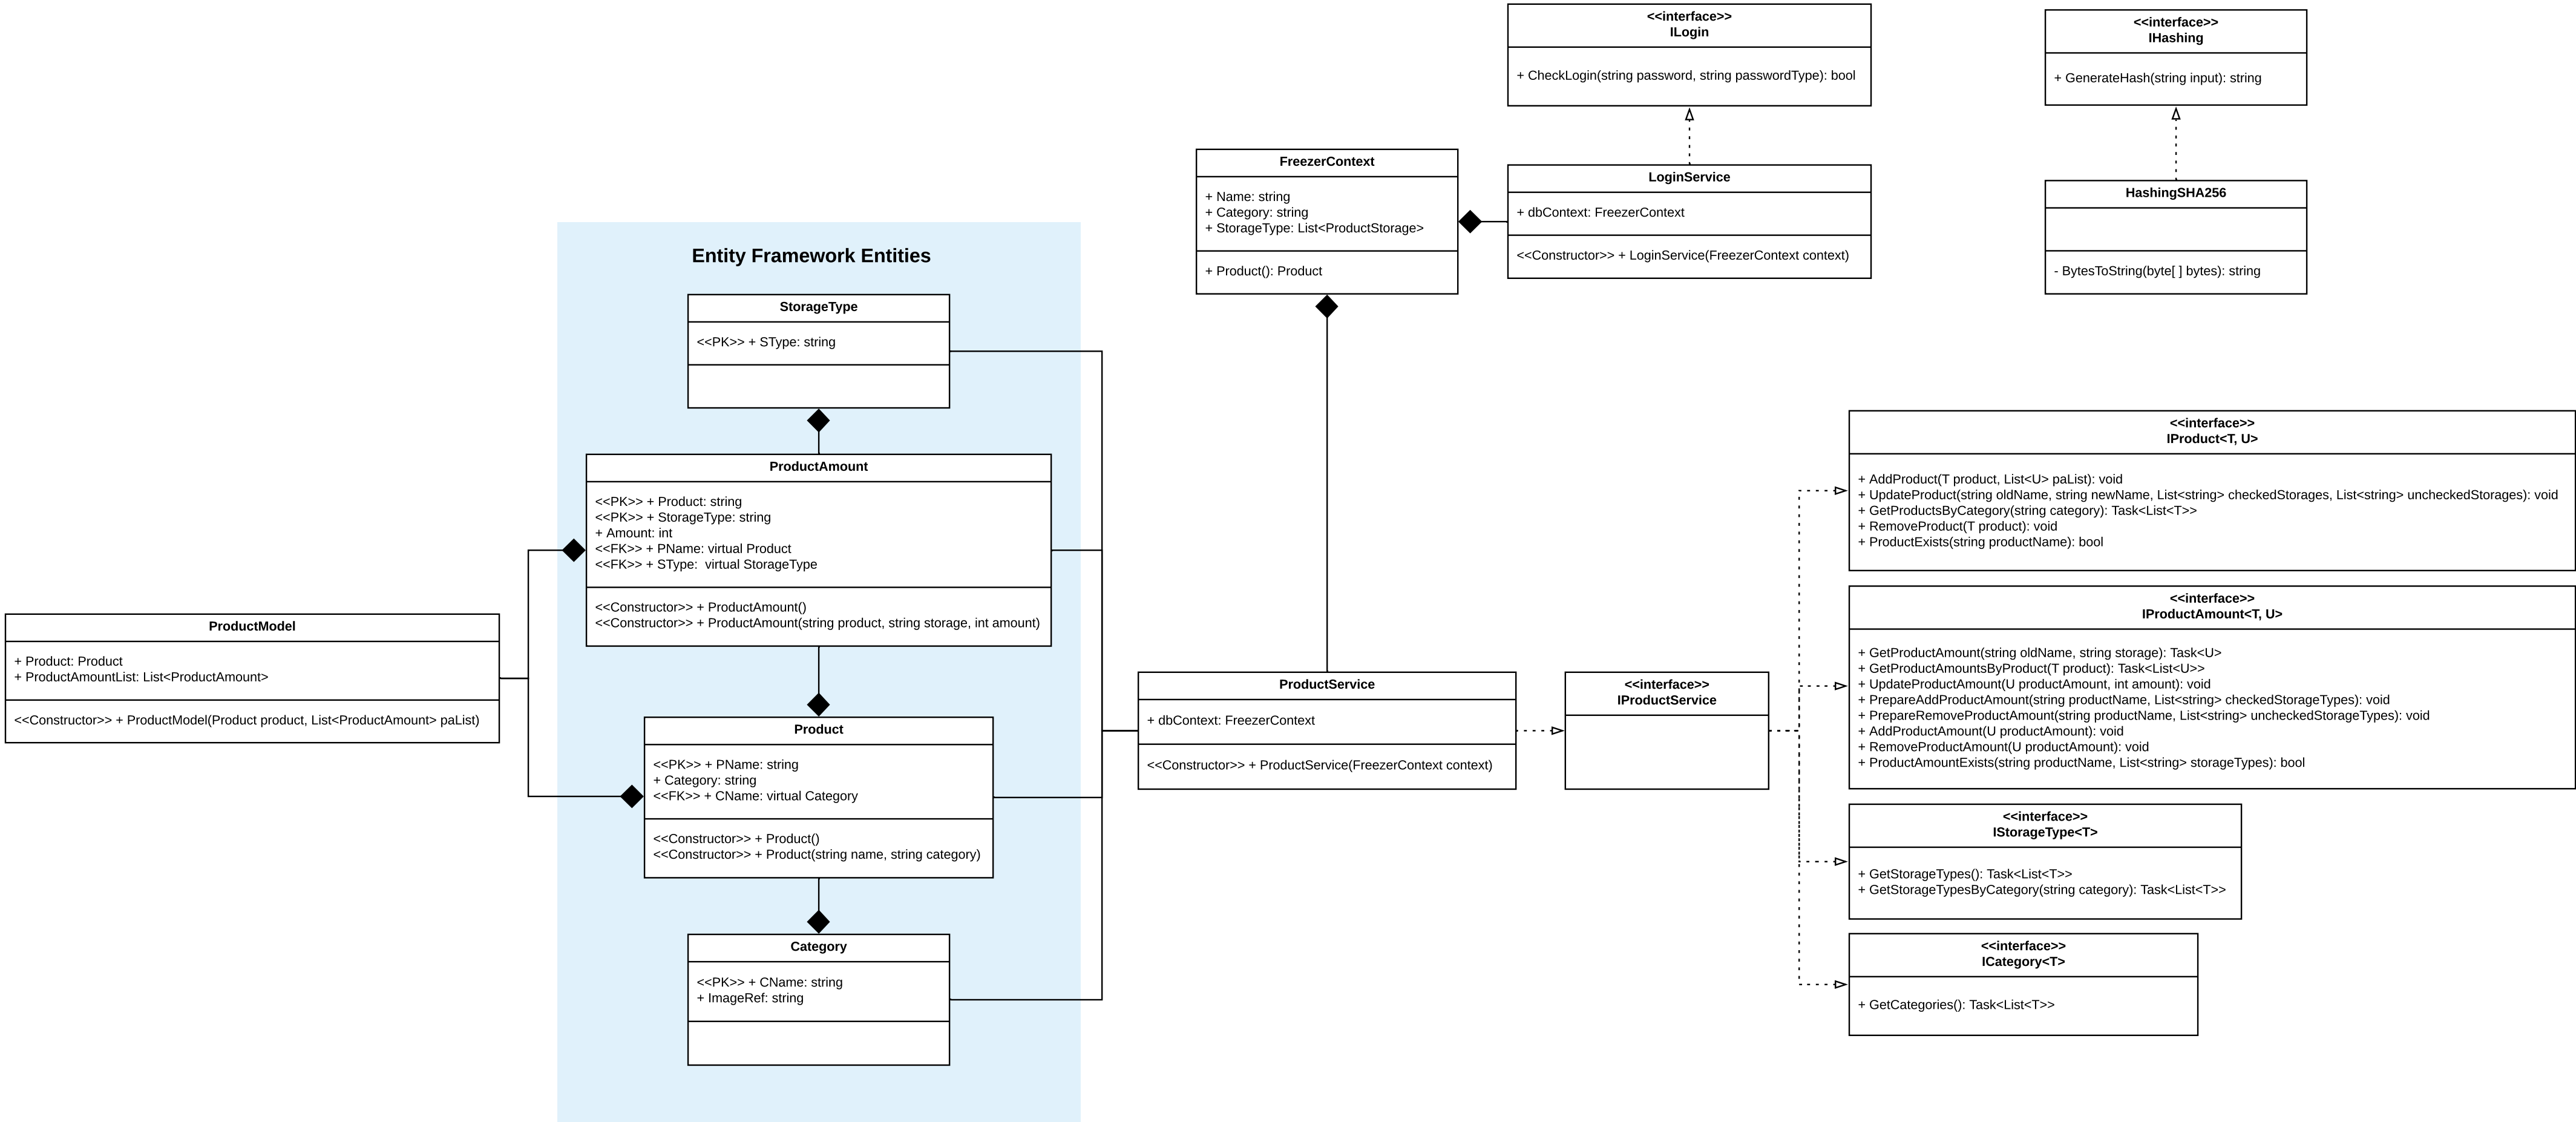 <<interface>>
ILogin
+ CheckLogin(string password, string passwordType): bool
<<interface>>
IHashing
+ GenerateHash(string input): string
FreezerContext
+ Name: string
+ Category: string
+ StorageType: List<ProductStorage>
+ Product(): Product
LoginService
+ dbContext: FreezerContext
<<Constructor>> + LoginService(FreezerContext context)
HashingSHA256
- BytesToString(byte[ ] bytes): string
Entity Framework Entities
StorageType
<<PK>> + SType: string
ProductAmount
<<PK>> + Product: string
<<PK>> + StorageType: string
+ Amount: int
<<FK>> + PName: virtual Product
<<FK>> + SType:  virtual StorageType
<<Constructor>> + ProductAmount()
<<Constructor>> + ProductAmount(string product, string storage, int amount)
ProductModel
+ Product: Product
+ ProductAmountList: List<ProductAmount>
<<Constructor>> + ProductModel(Product product, List<ProductAmount> paList)
Product
<<PK>> + PName: string
+ Category: string
<<FK>> + CName: virtual Category
<<Constructor>> + Product()
<<Constructor>> + Product(string name, string category)
Category
<<PK>> + CName: string
+ ImageRef: string
ProductService
+ dbContext: FreezerContext
<<Constructor>> + ProductService(FreezerContext context)
<<interface>>
IProductService
<<interface>>
IProduct<T, U>
+ AddProduct(T product, List<U> paList): void
+ UpdateProduct(string oldName, string newName, List<string> checkedStorages, List<string> uncheckedStorages): void
+ GetProductsByCategory(string category): Task<List<T>>
+ RemoveProduct(T product): void
+ ProductExists(string productName): bool
<<interface>>
IProductAmount<T, U>
+ GetProductAmount(string oldName, string storage): Task<U>
+ GetProductAmountsByProduct(T product): Task<List<U>>
+ UpdateProductAmount(U productAmount, int amount): void
+ PrepareAddProductAmount(string productName, List<string> checkedStorageTypes): void
+ PrepareRemoveProductAmount(string productName, List<string> uncheckedStorageTypes): void
+ AddProductAmount(U productAmount): void
+ RemoveProductAmount(U productAmount): void
+ ProductAmountExists(string productName, List<string> storageTypes): bool
<<interface>>
IStorageType<T>
+ GetStorageTypes(): Task<List<T>>
+ GetStorageTypesByCategory(string category): Task<List<T>>
<<interface>>
ICategory<T>
+ GetCategories(): Task<List<T>>